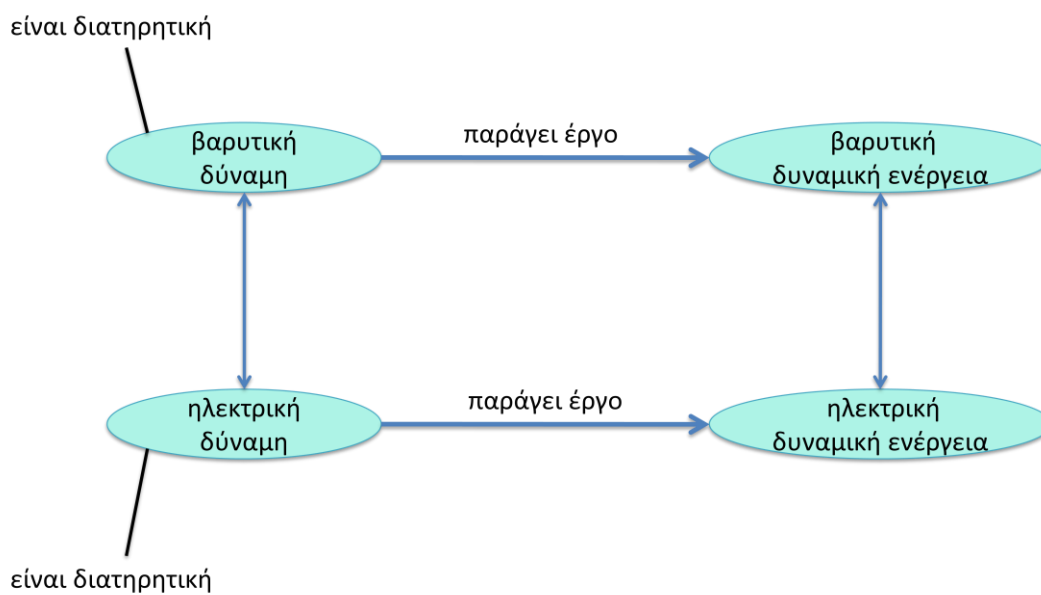 είναι διατηρητική
βαρυτική
δύναμη
παράγει έργο
βαρυτική
δυναμική ενέργεια
ηλεκτρική
δύναμη
παράγει έργο
ηλεκτρική
δυναμική ενέργεια
είναι διατηρητική